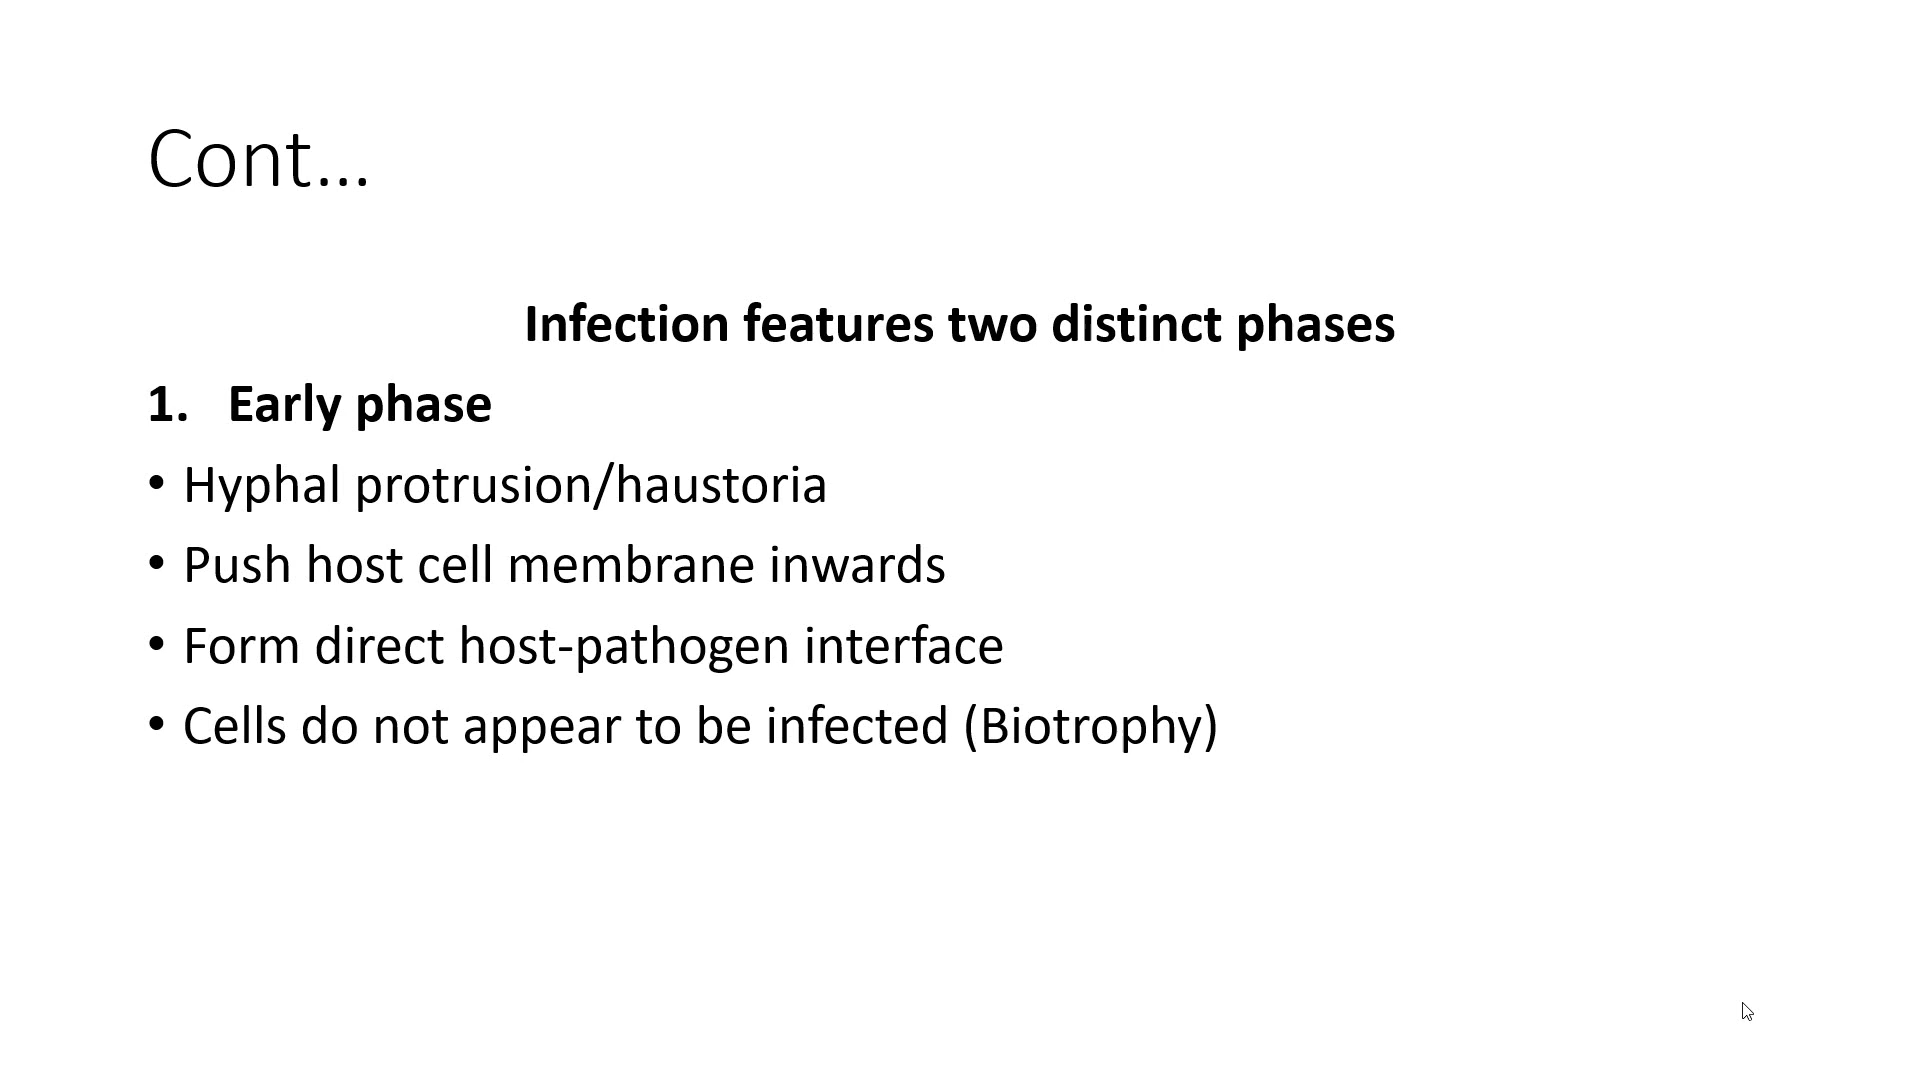 Cont…
Infection features two distinct phases
1. Early phase
• Hyphal protrusion/haustoria
• Push host cell membrane inwards
• Form direct host-pathogen interface
• Cells do not appear to be infected (Biotrophy)